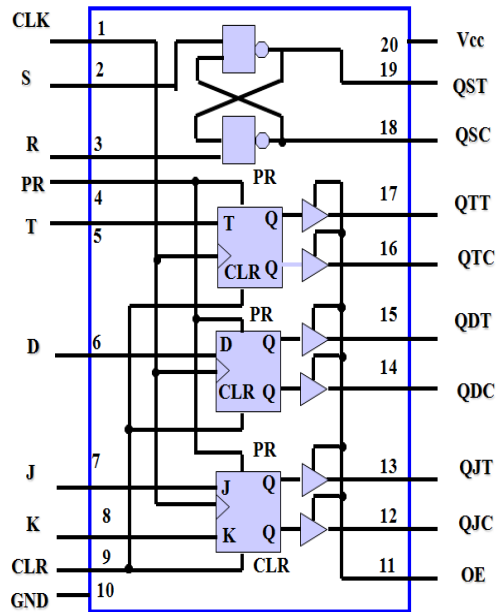 CLK 1 20 Vcc
S 2 19 QST
R 3 18 QSC
PR 4 PR 17 QTT
T 5 T Q
Q 16 QTC
CLR
PR 15 QDT
D 6 D Q
CLR Q 14 QDC
PR
J 7 J Q 13 QJT
K 8 K Q 12 QJC
CLR 9 CLR 11 OE
GND 10